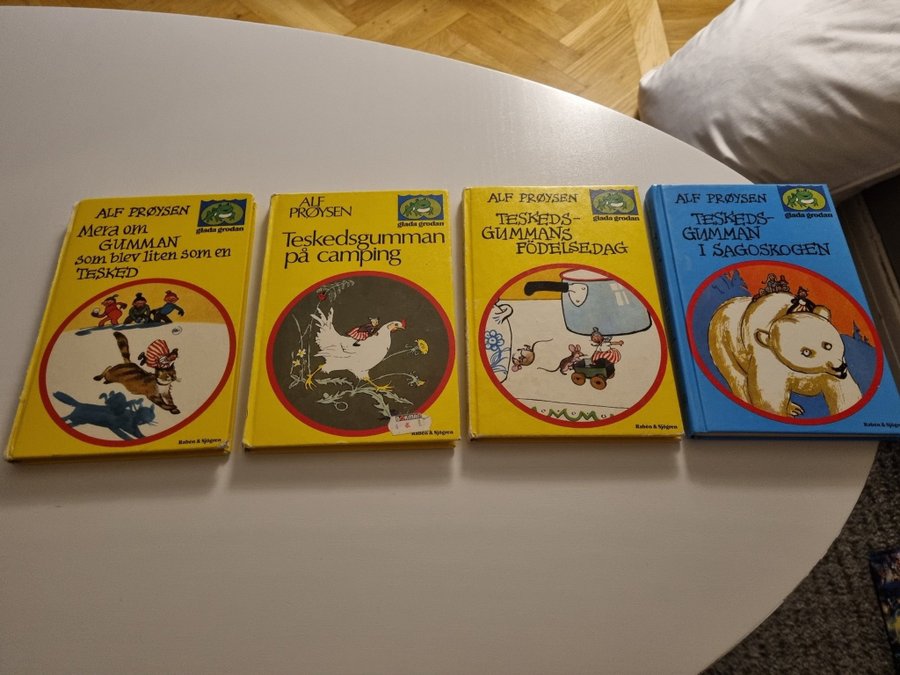 ALF PRØYSEN
glada grodan
Mera om
GUMMAN
som blev liten som en
TESKED
Rabén & Sjögren
ALF
PRØYSEN
glada grodan
Teskedsgumman
på camping
Rabén & Sjögren
ALF PRØYSEN
glada grodan
TESKEDS-
GUMMANS
FÖDELSEDAG
Rabén & Sjögren
ALF PRØYSEN
glada grodan
TESKEDS-
GUMMAN
I SAGOSKOGEN
Rabén & Sjögren